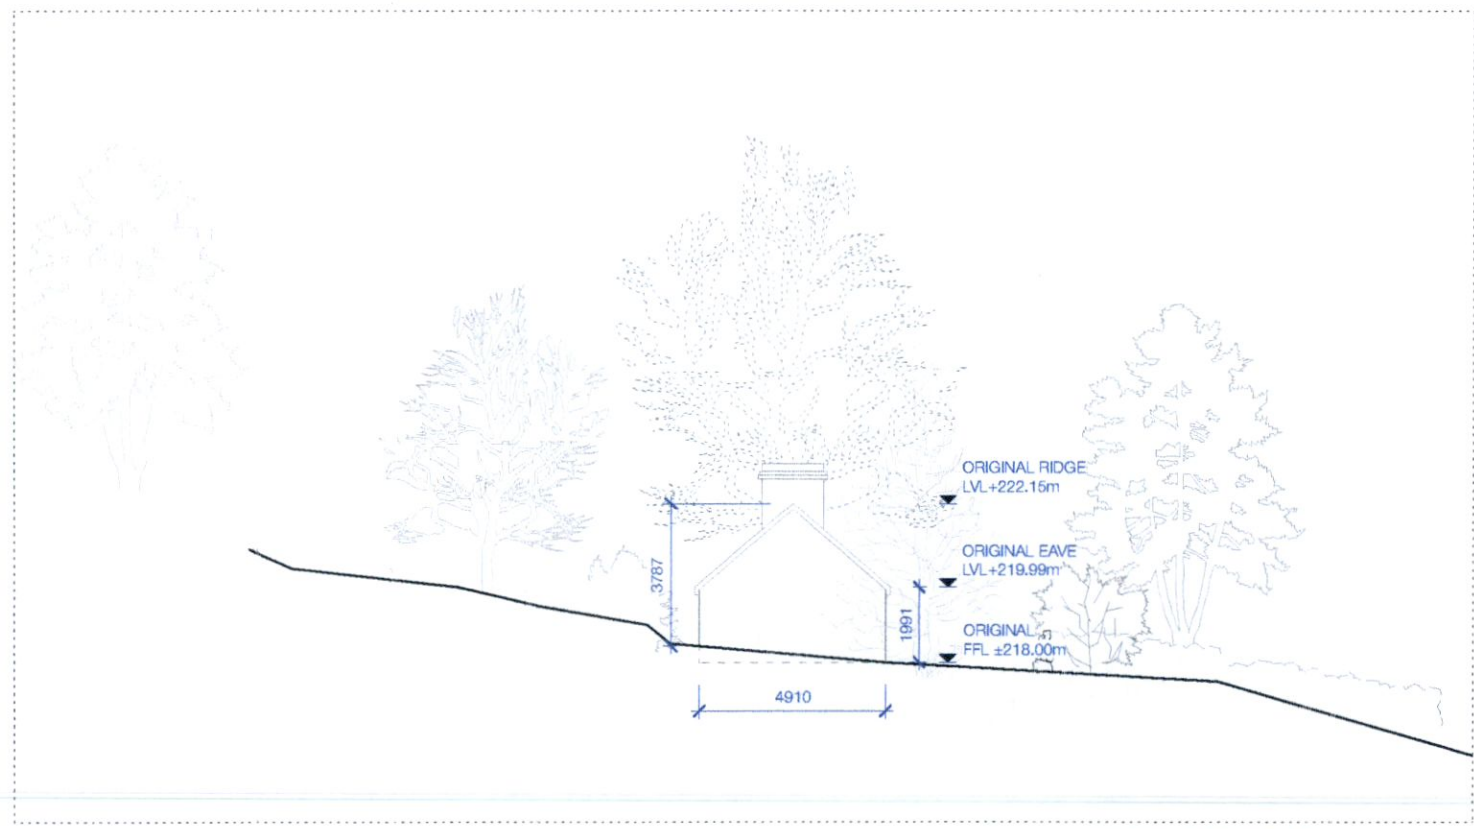 ORIGINAL RIDGE
LVL+222.15m
ORIGINAL EAVE
LVL+219.99m
3787
1991
ORIGINAL
FFL ±218.00m
4910